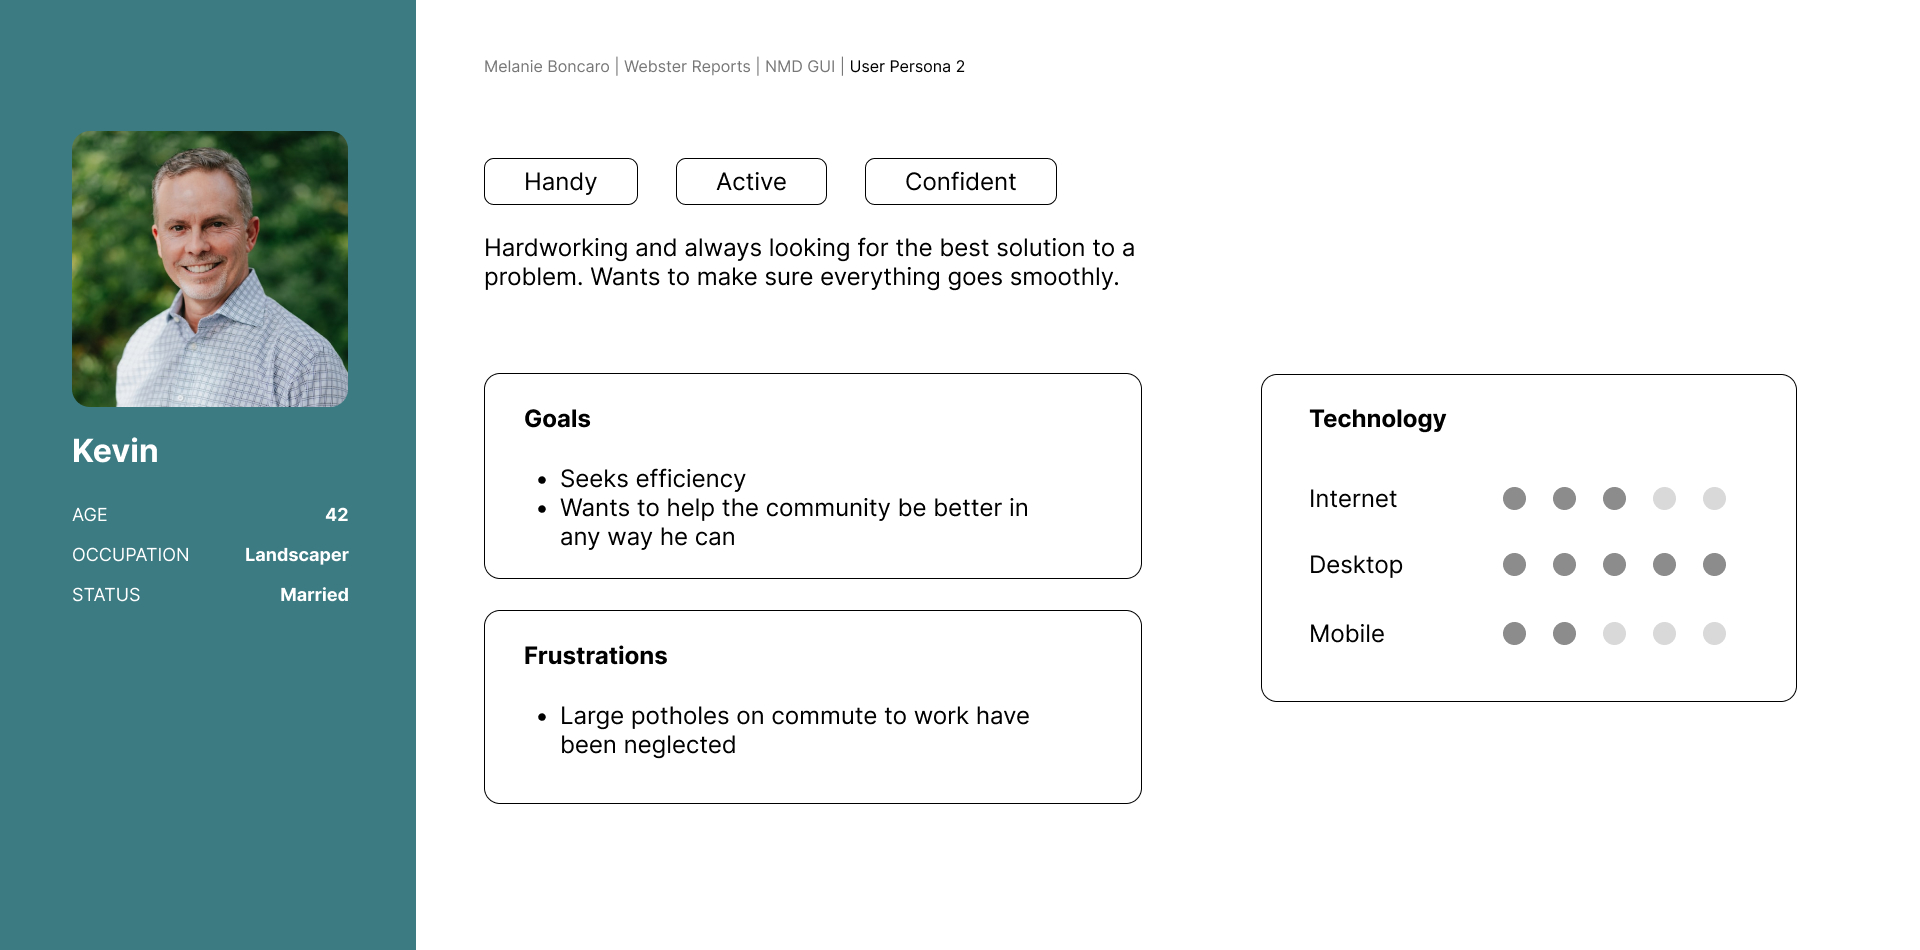 Melanie Boncaro | Webster Reports | NMD GUI | User Persona 2
Kevin
AGE 42
OCCUPATION Landscaper
STATUS Married
Handy Active Confident
Hardworking and always looking for the best solution to a
problem. Wants to make sure everything goes smoothly.
Goals
• Seeks efficiency
• Wants to help the community be better in
any way he can
Frustrations
• Large potholes on commute to work have
been neglected
Technology
Internet
Desktop
Mobile